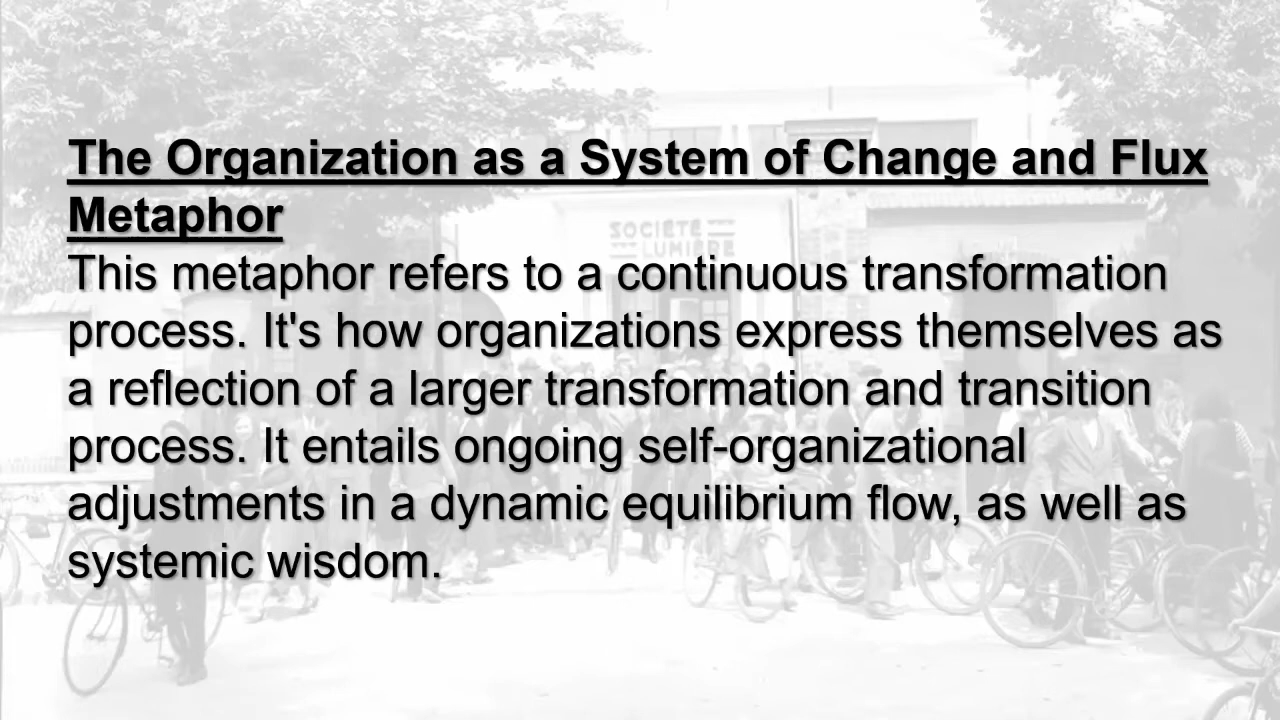 The Organization as a System of Change and Flux
Metaphor
This metaphor refers to a continuous transformation
process. It's how organizations express themselves as
a reflection of a larger transformation and transition
process. It entails ongoing self-organizational
adjustments in a dynamic equilibrium flow, as well as
systemic wisdom.
SOCIÉTÉ
LUMIÈRE